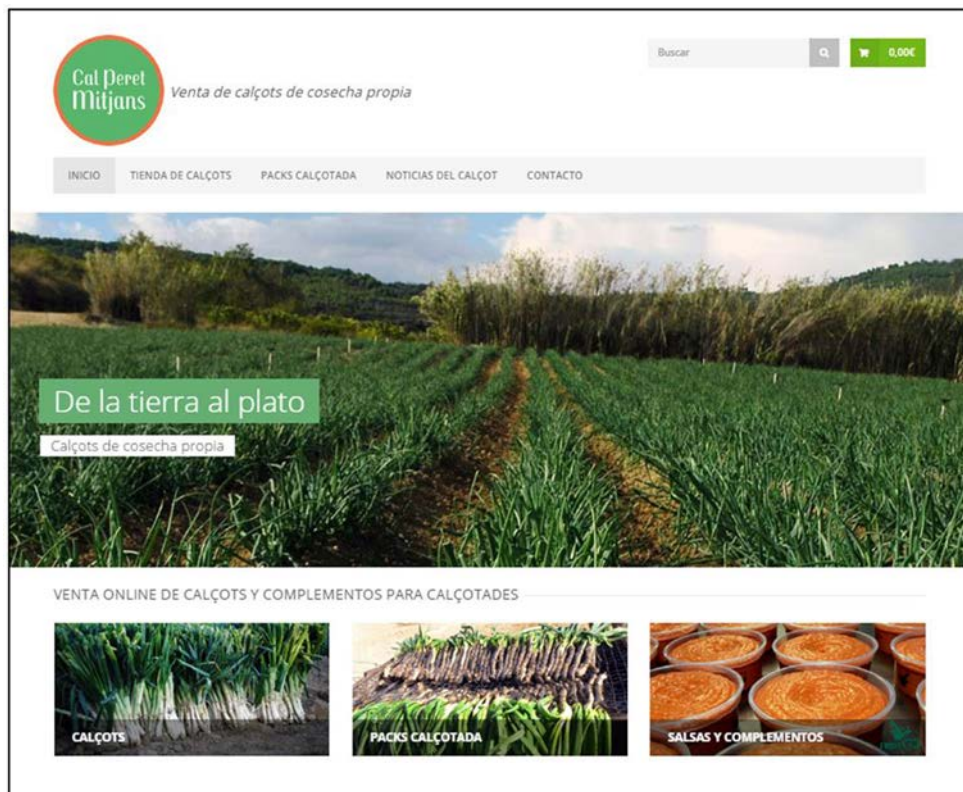 Cal Peret
Mitjans
Venta de calçots de cosecha propia
Buscar
0,00€
INICIO TIENDA DE CALÇOTS PACKS CALÇOTADA NOTICIAS DEL CALÇOT CONTACTO
De la tierra al plato
Calçots de cosecha propia
VENTA ONLINE DE CALÇOTS Y COMPLEMENTOS PARA CALÇOTADES
CALÇOTS
PACKS CALÇOTADA
SALSAS Y COMPLEMENTOS